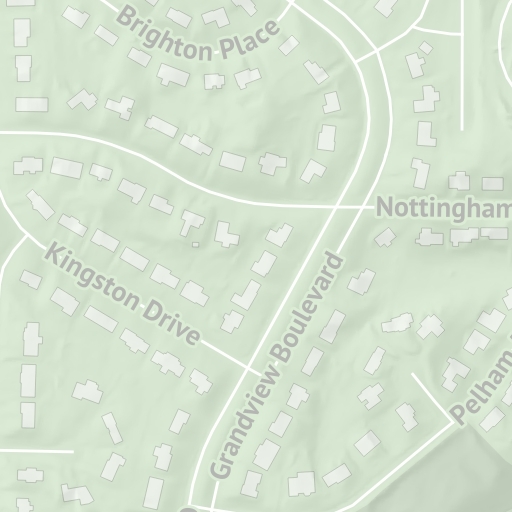 Brighton Place
Nottingham
Kingston Drive
Grandview Boulevard
Pelham